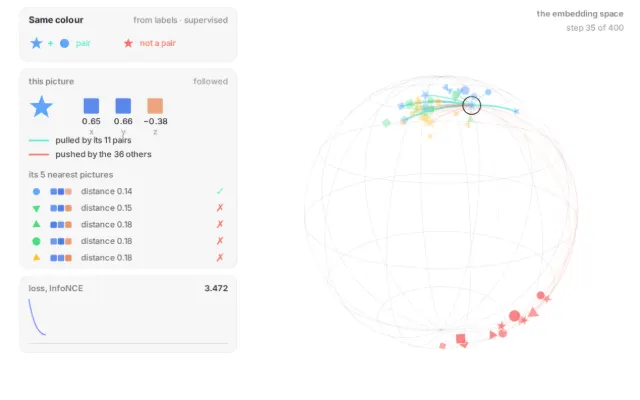 Same colour
from labels · supervised
+ pair
not a pair
this picture
followed
0.65 0.66 −0.38
x y z
pulled by its 11 pairs
pushed by the 36 others
its 5 nearest pictures
distance 0.14 ✓
distance 0.15 ✗
distance 0.18 ✗
distance 0.18 ✗
distance 0.18 ✗
loss, InfoNCE
3.472
the embedding space
step 35 of 400